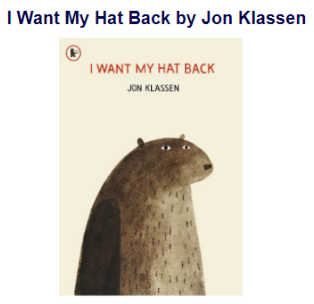 I Want My Hat Back by Jon Klassen
I WANT MY HAT BACK
JON KLASSEN